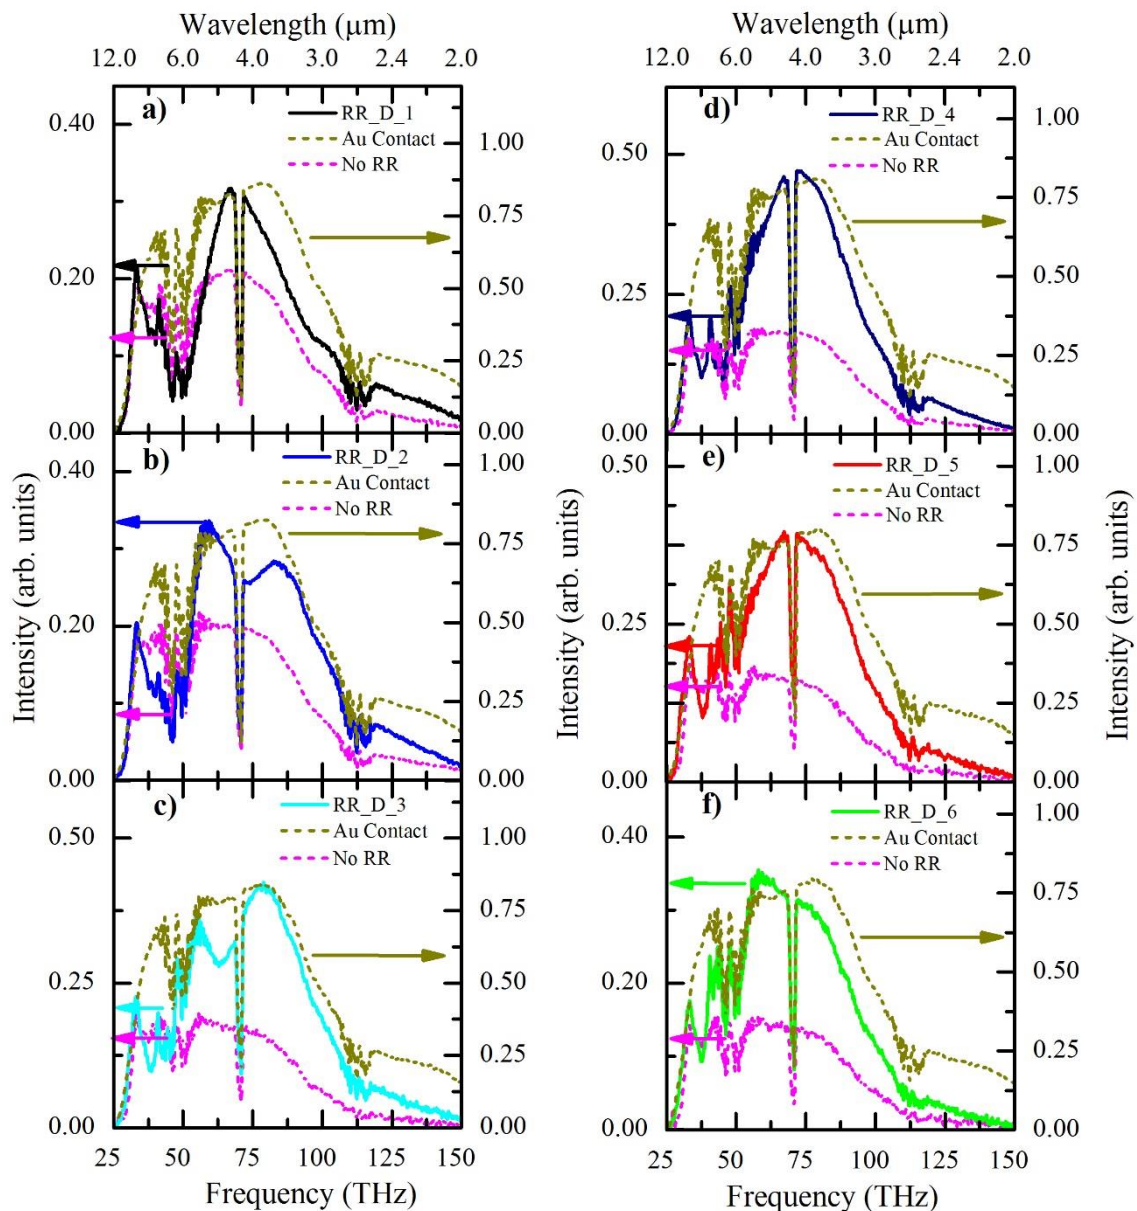 Wavelength (μm)
12.0 6.0 4.0 3.0 2.4 2.0
a)
RR_D_1
Au Contact
No RR
0.40
0.20
0.00
1.00
0.75
0.50
0.25
0.00
b)
RR_D_2
Au Contact
No RR
0.40
0.20
0.00
1.00
0.75
0.50
0.25
0.00
c)
RR_D_3
Au Contact
No RR
0.50
0.25
0.00
1.00
0.75
0.50
0.25
0.00
Intensity (arb. units)
Intensity (arb. units)
25 50 75 100 125 150
Frequency (THz)
Wavelength (μm)
12.0 6.0 4.0 3.0 2.4 2.0
d)
RR_D_4
Au Contact
No RR
0.50
0.25
0.00
1.00
0.75
0.50
0.25
0.00
e)
RR_D_5
Au Contact
No RR
0.50
0.25
0.00
1.00
0.75
0.50
0.25
0.00
f)
RR_D_6
Au Contact
No RR
0.40
0.20
0.00
1.00
0.75
0.50
0.25
0.00
Intensity (arb. units)
25 50 75 100 125 150
Frequency (THz)